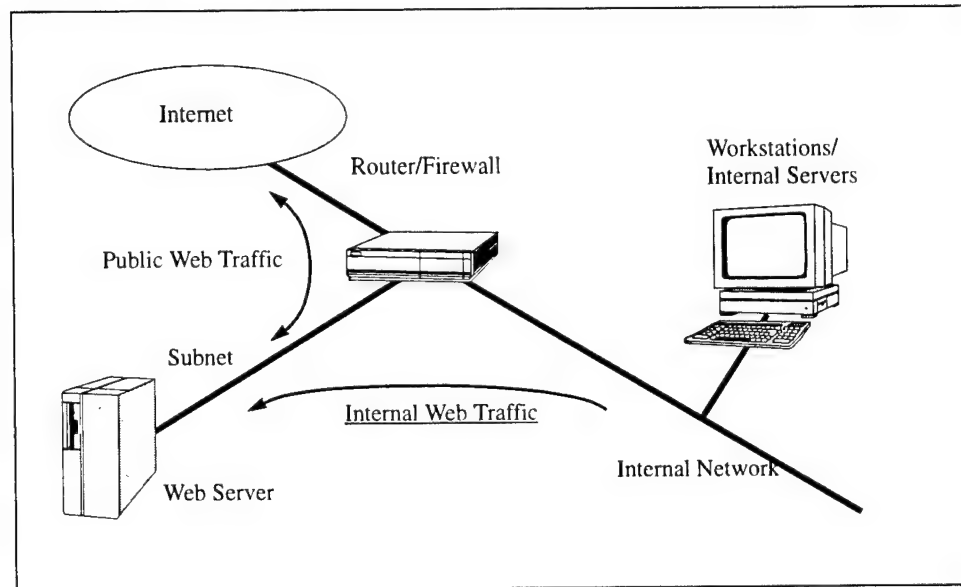 Internet
Router/Firewall
Workstations/
Internal Servers
Public Web Traffic
Subnet
Internal Web Traffic
Internal Network
Web Server